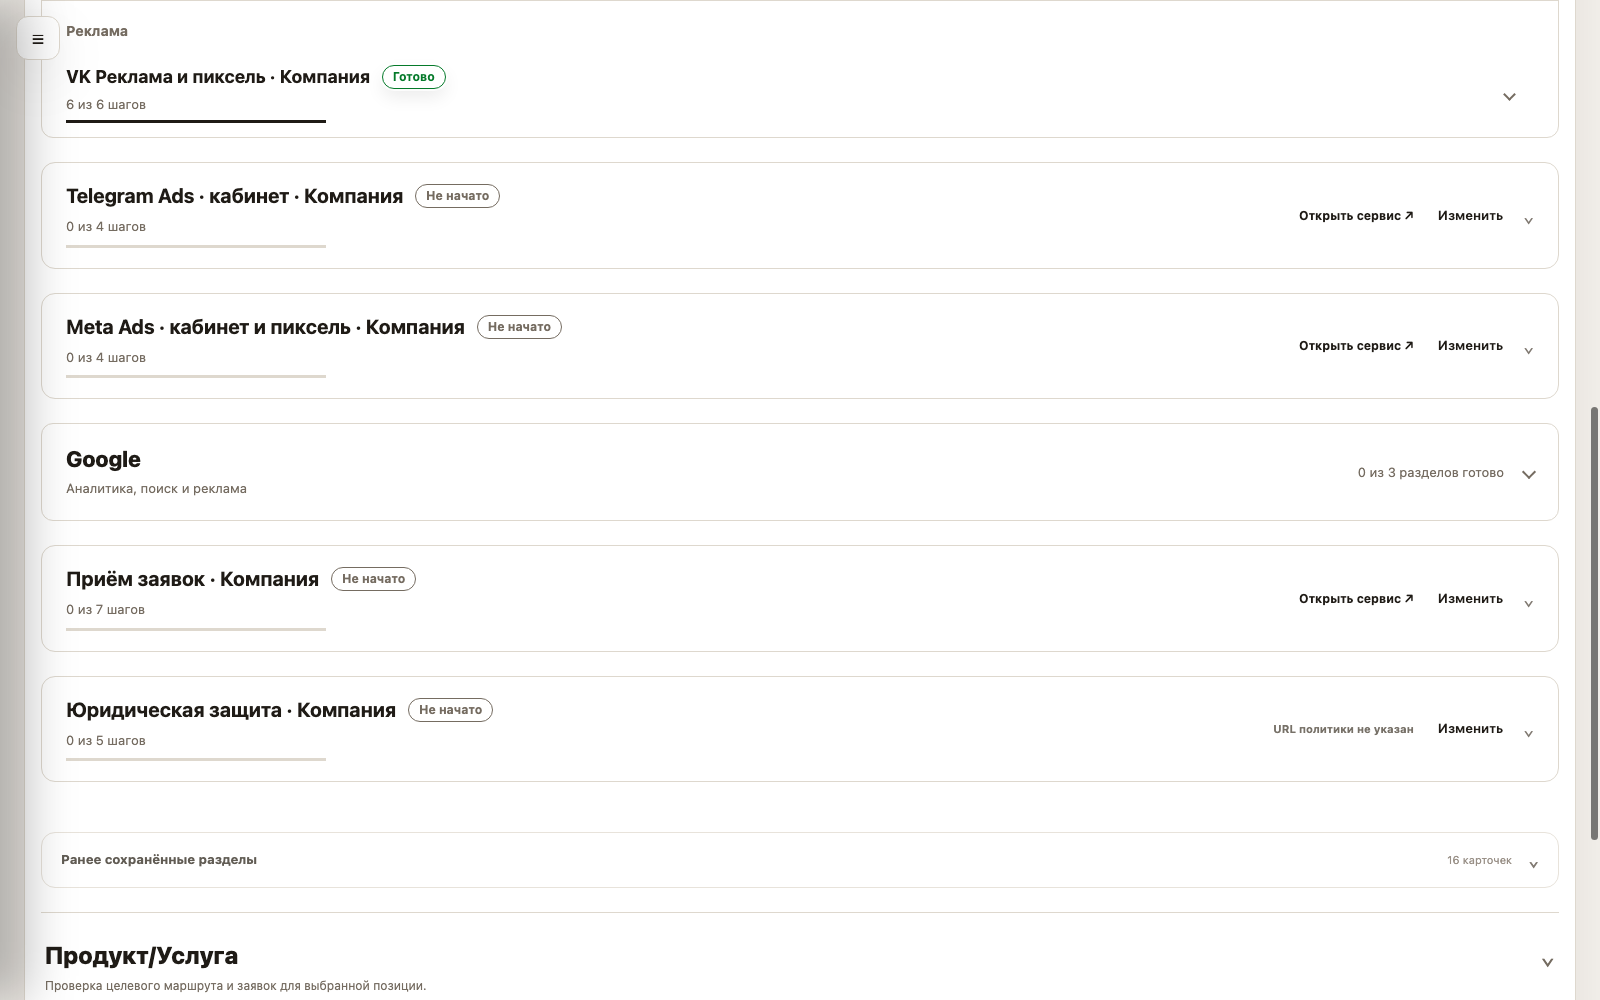 Реклама
VK Реклама и пиксель · Компания Готово
6 из 6 шагов
Telegram Ads · кабинет · Компания Не начато
0 из 4 шагов
Открыть сервис ↗ Изменить
Meta Ads · кабинет и пиксель · Компания Не начато
0 из 4 шагов
Открыть сервис ↗ Изменить
Google
Аналитика, поиск и реклама
0 из 3 разделов готово
Приём заявок · Компания Не начато
0 из 7 шагов
Открыть сервис ↗ Изменить
Юридическая защита · Компания Не начато
0 из 5 шагов
URL политики не указан Изменить
Ранее сохранённые разделы 16 карточек
Продукт/Услуга
Проверка целевого маршрута и заявок для выбранной позиции.